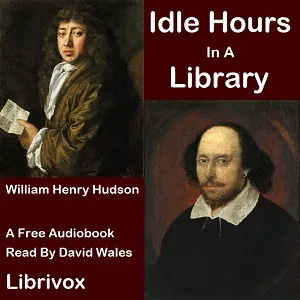 Idle Hours
In A
Library
William Henry Hudson
A Free Audiobook
Read By David Wales
Librivox